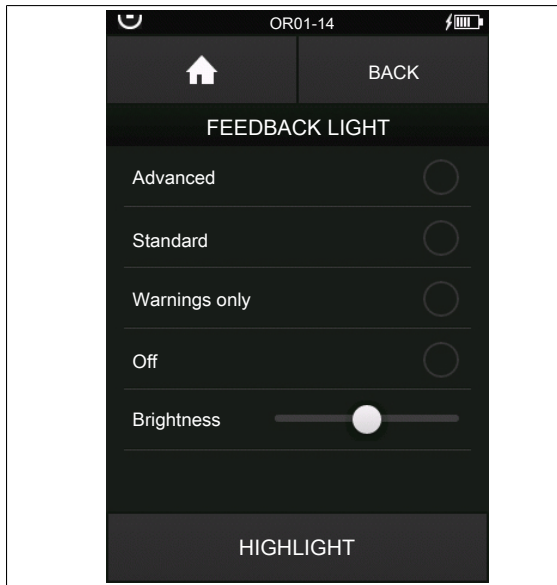 OR01-14
BACK
FEEDBACK LIGHT
Advanced
Standard
Warnings only
Off
Brightness
HIGHLIGHT